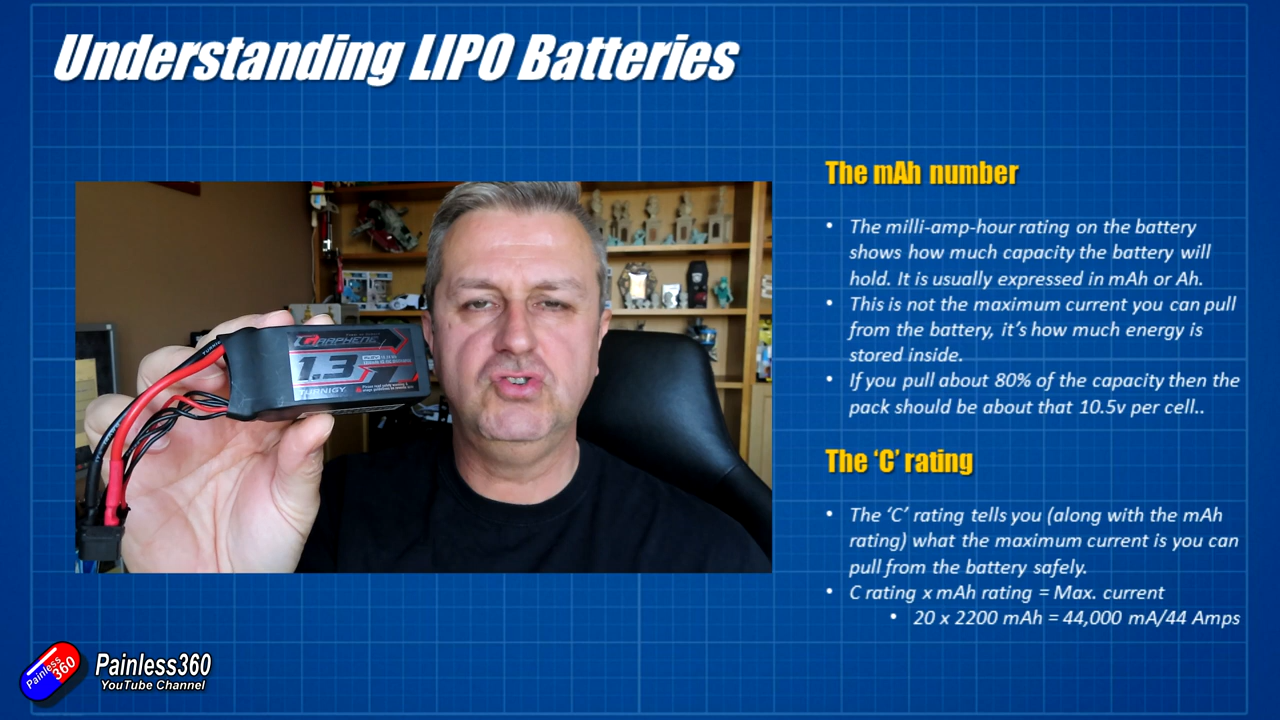 Understanding LIPO Batteries
The mAh number
• The milli-amp-hour rating on the battery
shows how much capacity the battery will
hold. It is usually expressed in mAh or Ah.
• This is not the maximum current you can pull
from the battery, it's how much energy is
stored inside.
• If you pull about 80% of the capacity then the
pack should be about that 10.5v per cell..
The 'C' rating
• The 'C' rating tells you (along with the mAh
rating) what the maximum current is you can
pull from the battery safely.
• C rating x mAh rating = Max. current
• 20 x 2200 mAh = 44,000 mA/44 Amps
GRAPHENE
1.3
TURNIGY
Painless
360
Painless360
YouTube Channel